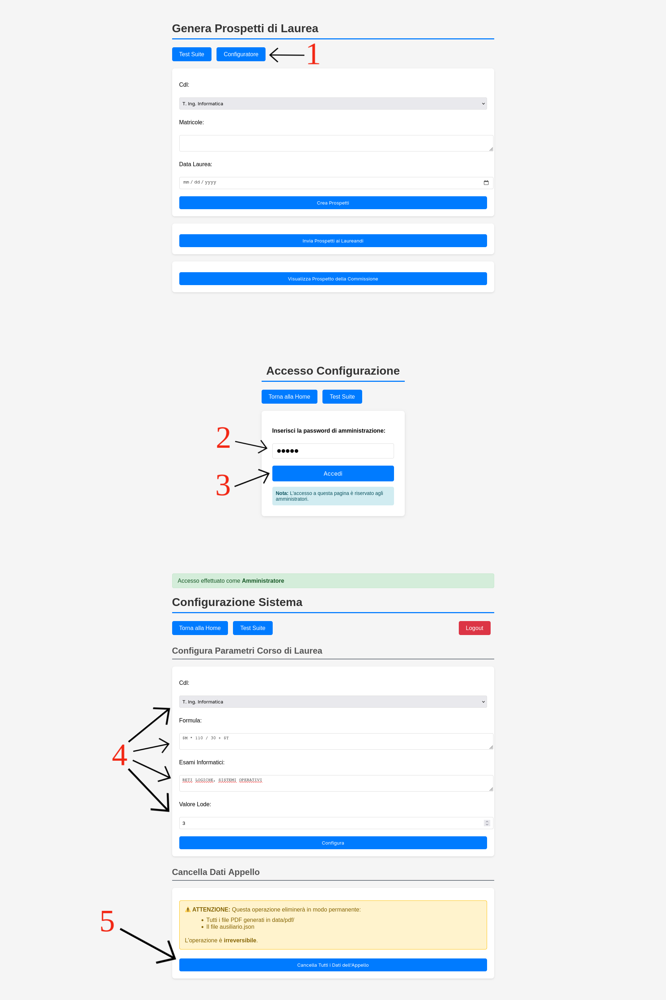 Genera Prospetti di Laurea
Test Suite Configuratore 1
Cdl:
T. Ing. Informatica
Matricole:
Data Laurea:
mm / dd / yyyy
Crea Prospetti
Invia Prospetti ai Laureandi
Visualizza Prospetto della Commissione
Accesso Configurazione
Torna alla Home Test Suite
Inserisci la password di amministrazione:
2
Accedi
3
Nota: L'accesso a questa pagina è riservato agli
amministratori.
Accesso effettuato come Amministratore
Configurazione Sistema
Torna alla Home Test Suite Logout
Configura Parametri Corso di Laurea
Cdl:
T. Ing. Informatica
Formula:
$M * 110 / 30 + $T
4
Esami Informatici:
RETI LOGICHE, SISTEMI OPERATIVI
Valore Lode:
3
Configura
Cancella Dati Appello
⚠ ATTENZIONE: Questa operazione eliminerà in modo permanente:
• Tutti i file PDF generati in data/pdf/
• Il file ausiliario.json
5
L'operazione è irreversibile.
Cancella Tutti i Dati dell'Appello